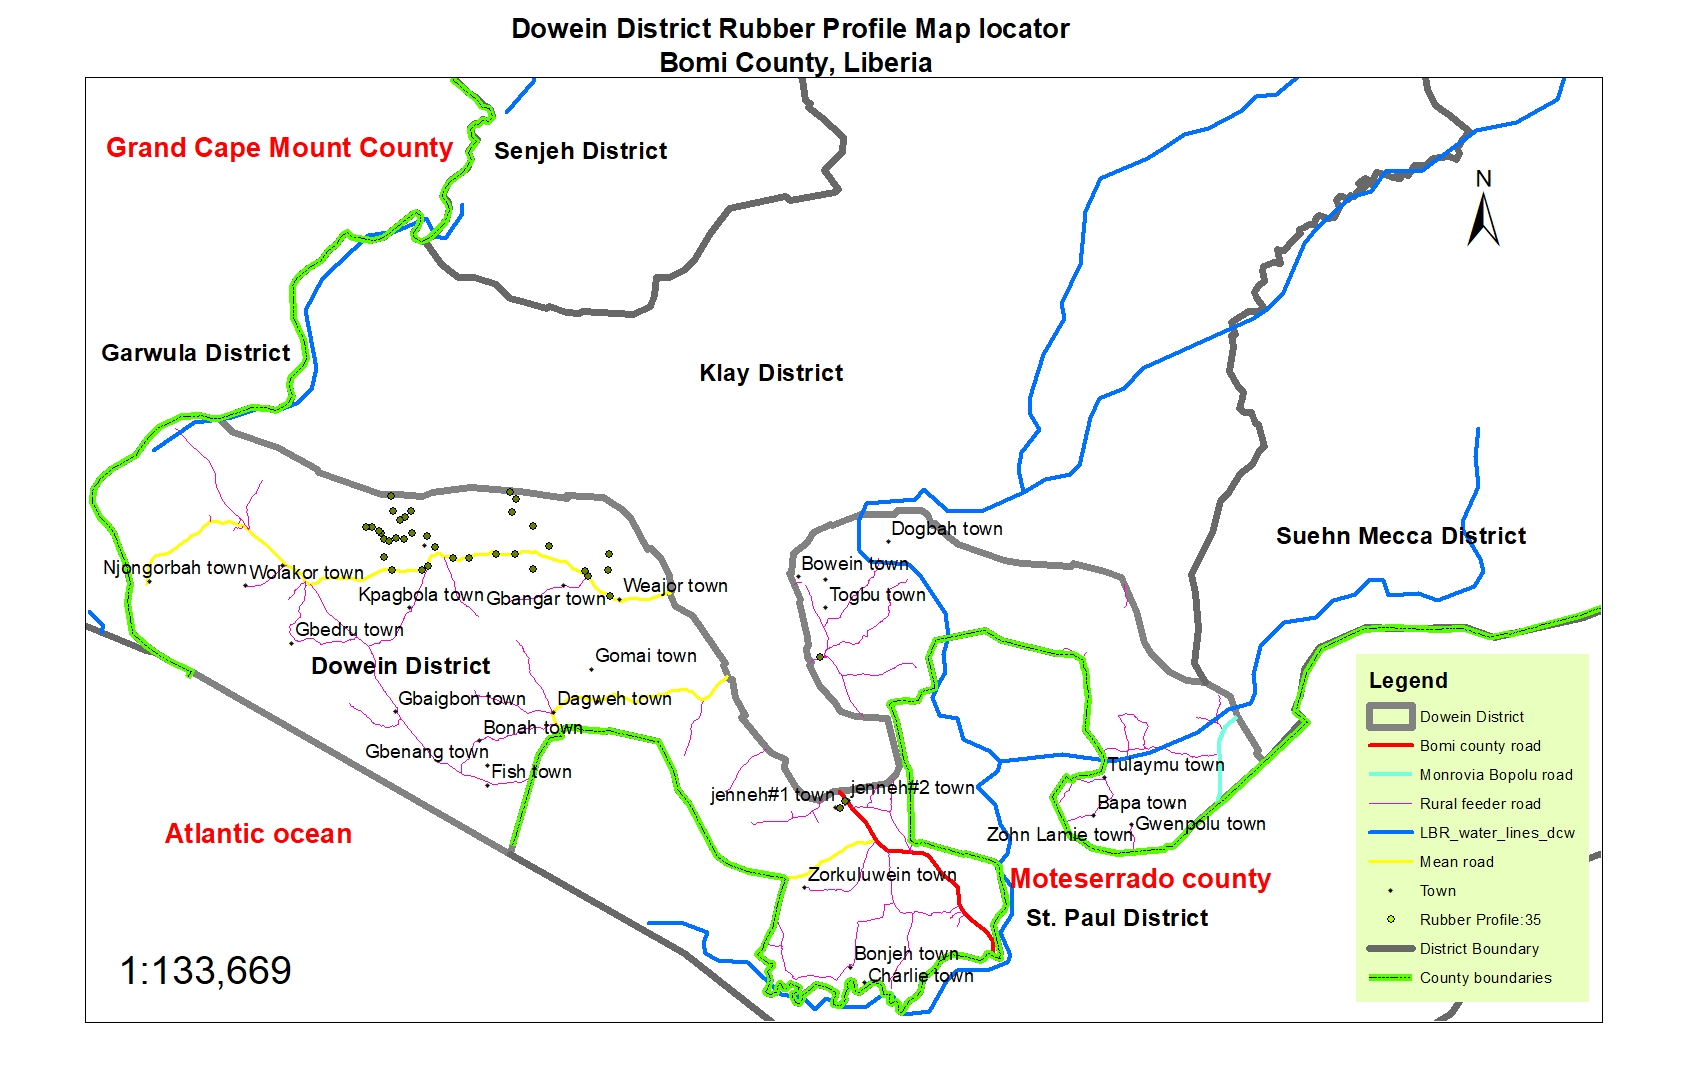 Dowein District Rubber Profile Map locator
Bomi County, Liberia
Grand Cape Mount County
Senjeh District
N
Garwula District
Klay District
Dogbah town
Suehn Mecca District
Bowein town
Njongorbah town
Wolakor town
Weajor town
Kpagbola town
Gbangar town
Togbu town
Gbedru town
Gomai town
Dowein District
Gbaigbon town
Dagweh town
Bonah town
Gbenang town
Fish town
Tulaymu town
jenneh#1 town
jenneh#2 town
Bapa town
Gwenpolu town
Zohn Lamie town
Atlantic ocean
Zorkuluwein town
Moteserrado county
St. Paul District
Bonjeh town
Charlie town
1:133,669
Legend
Dowein District
Bomi county road
Monrovia Bopolu road
Rural feeder road
LBR_water_lines_dcw
Mean road
Town
Rubber Profile:35
District Boundary
County boundaries